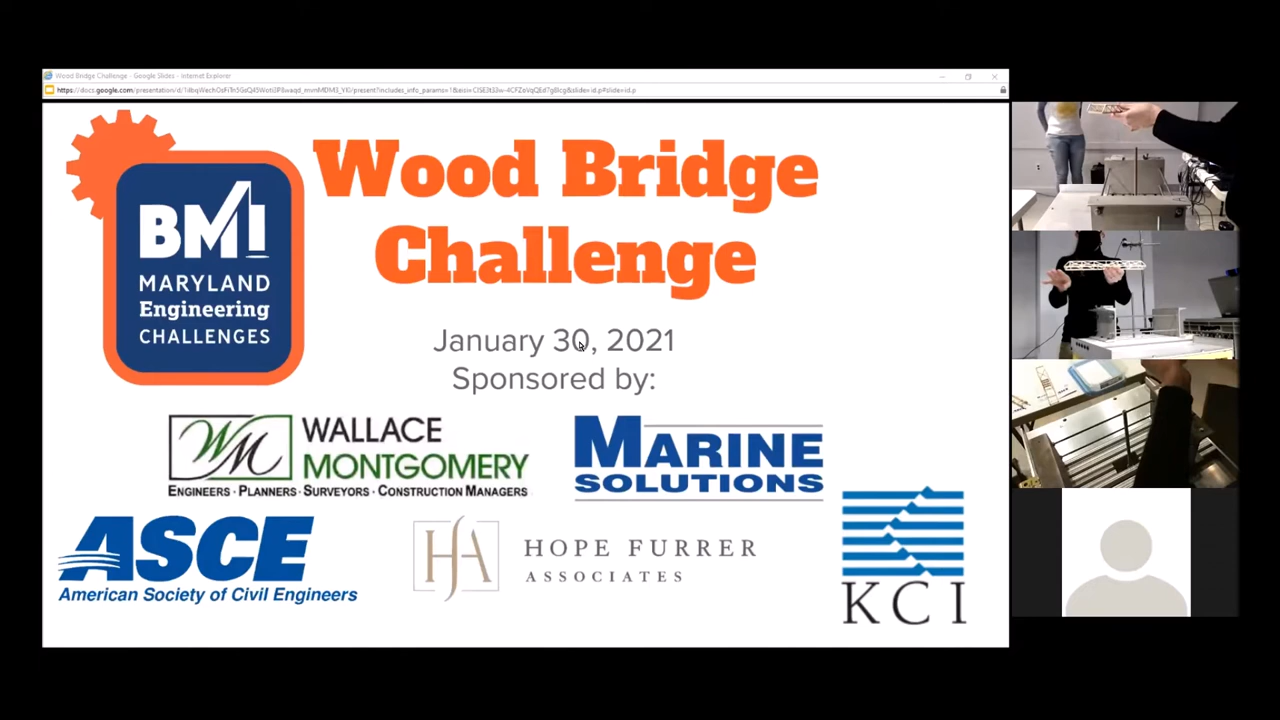 Wood Bridge Challenge - Google Slides - Internet Explorer
Wood Bridge
Challenge
BMI
MARYLAND
Engineering
CHALLENGES
January 30, 2021
Sponsored by:
WM
WALLACE
MONTGOMERY
ENGINEERS · PLANNERS · SURVEYORS · CONSTRUCTION MANAGERS
MARINE
SOLUTIONS
ASCE
American Society of Civil Engineers
HfA
HOPE FURRER
ASSOCIATES
KCI